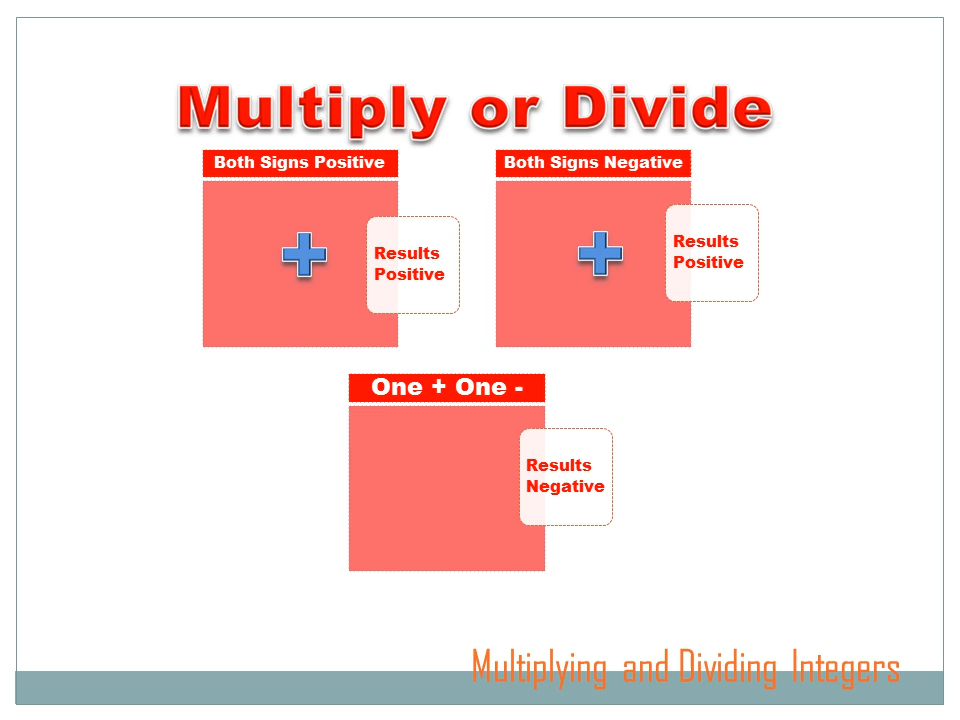 Multiply or Divide
Both Signs Positive
Results
Positive
Both Signs Negative
Results
Positive
One + One -
Results
Negative
Multiplying and Dividing Integers